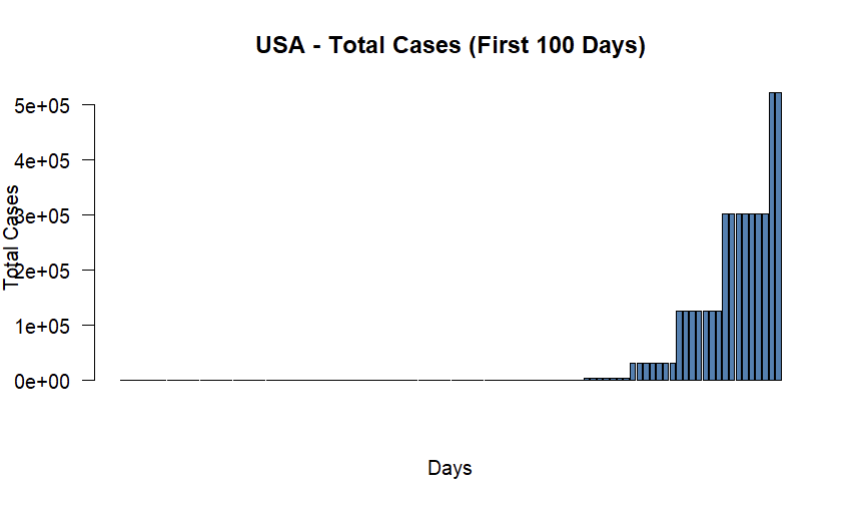 USA - Total Cases (First 100 Days)
5e+05
4e+05
3e+05
2e+05
1e+05
0e+00
Total Cases
Days